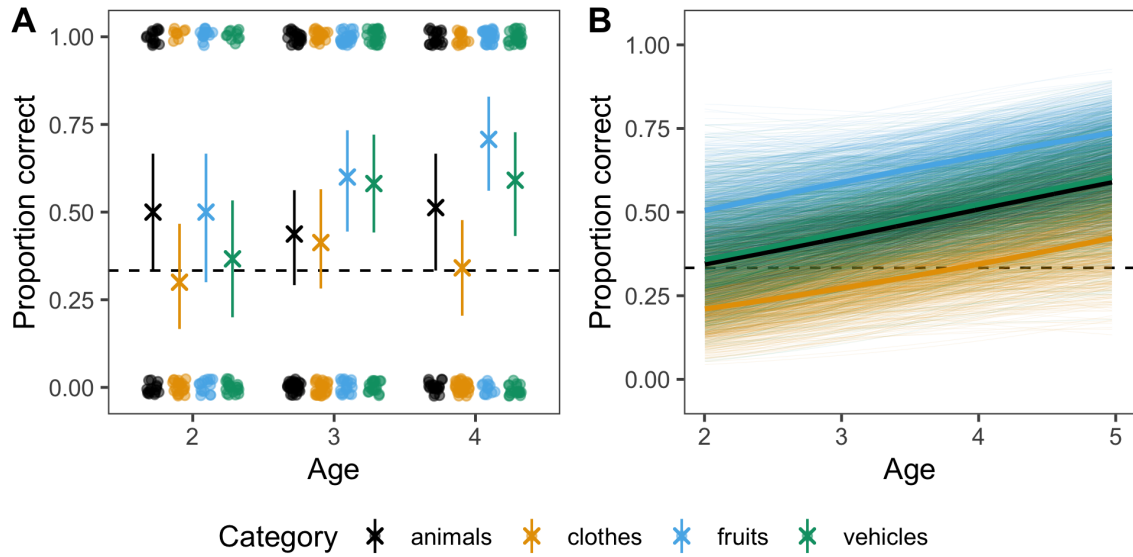 A
Proportion correct
1.00
0.75
0.50
0.25
0.00
2 3 4
Age
B
Proportion correct
1.00
0.75
0.50
0.25
0.00
2 3 4 5
Age
Category animals clothes fruits vehicles